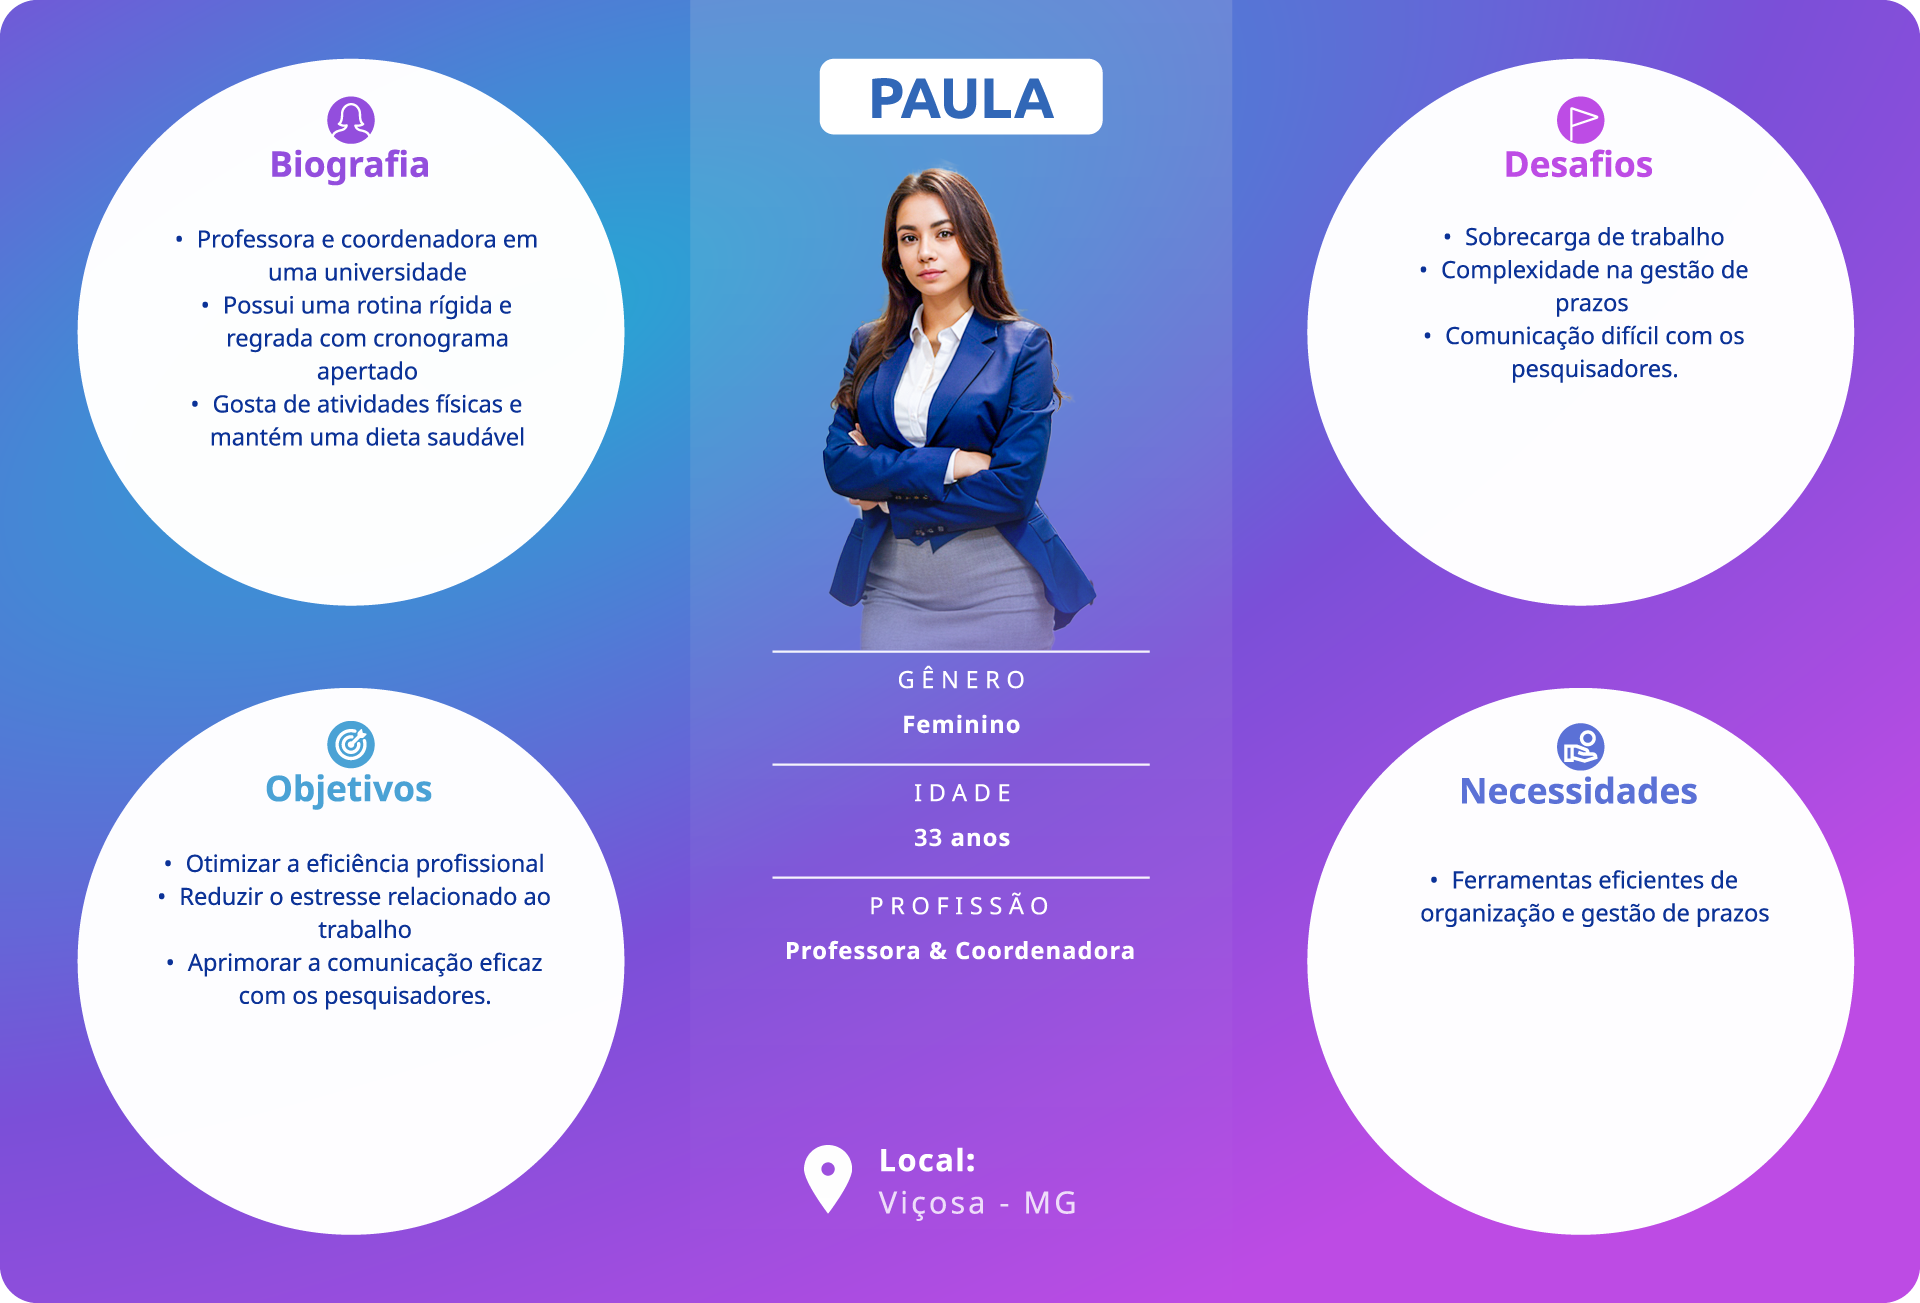 PAULA
Biografia
• Professora e coordenadora em
uma universidade
• Possui uma rotina rígida e
regrada com cronograma
apertado
• Gosta de atividades físicas e
mantém uma dieta saudável
Desafios
• Sobrecarga de trabalho
• Complexidade na gestão de
prazos
• Comunicação difícil com os
pesquisadores.
GÊNERO
Feminino
IDADE
33 anos
PROFISSÃO
Professora & Coordenadora
Objetivos
• Otimizar a eficiência profissional
• Reduzir o estresse relacionado ao
trabalho
• Aprimorar a comunicação eficaz
com os pesquisadores.
Necessidades
• Ferramentas eficientes de
organização e gestão de prazos
Local:
Viçosa - MG